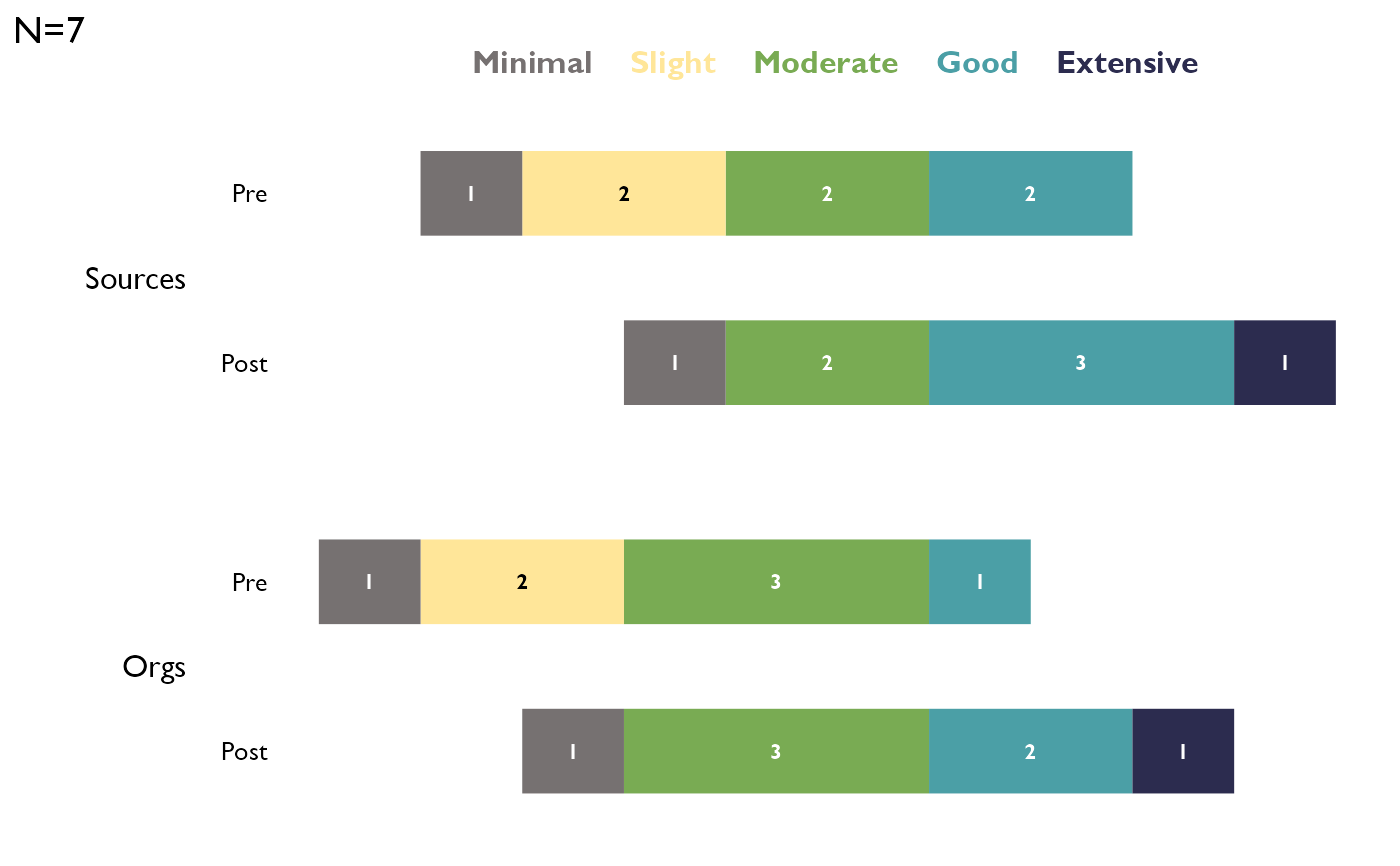 N=7
Minimal Slight Moderate Good Extensive
Pre 1 2 2 2
Sources
Post 1 2 3 1
Pre 1 2 3 1
Orgs
Post 1 3 2 1